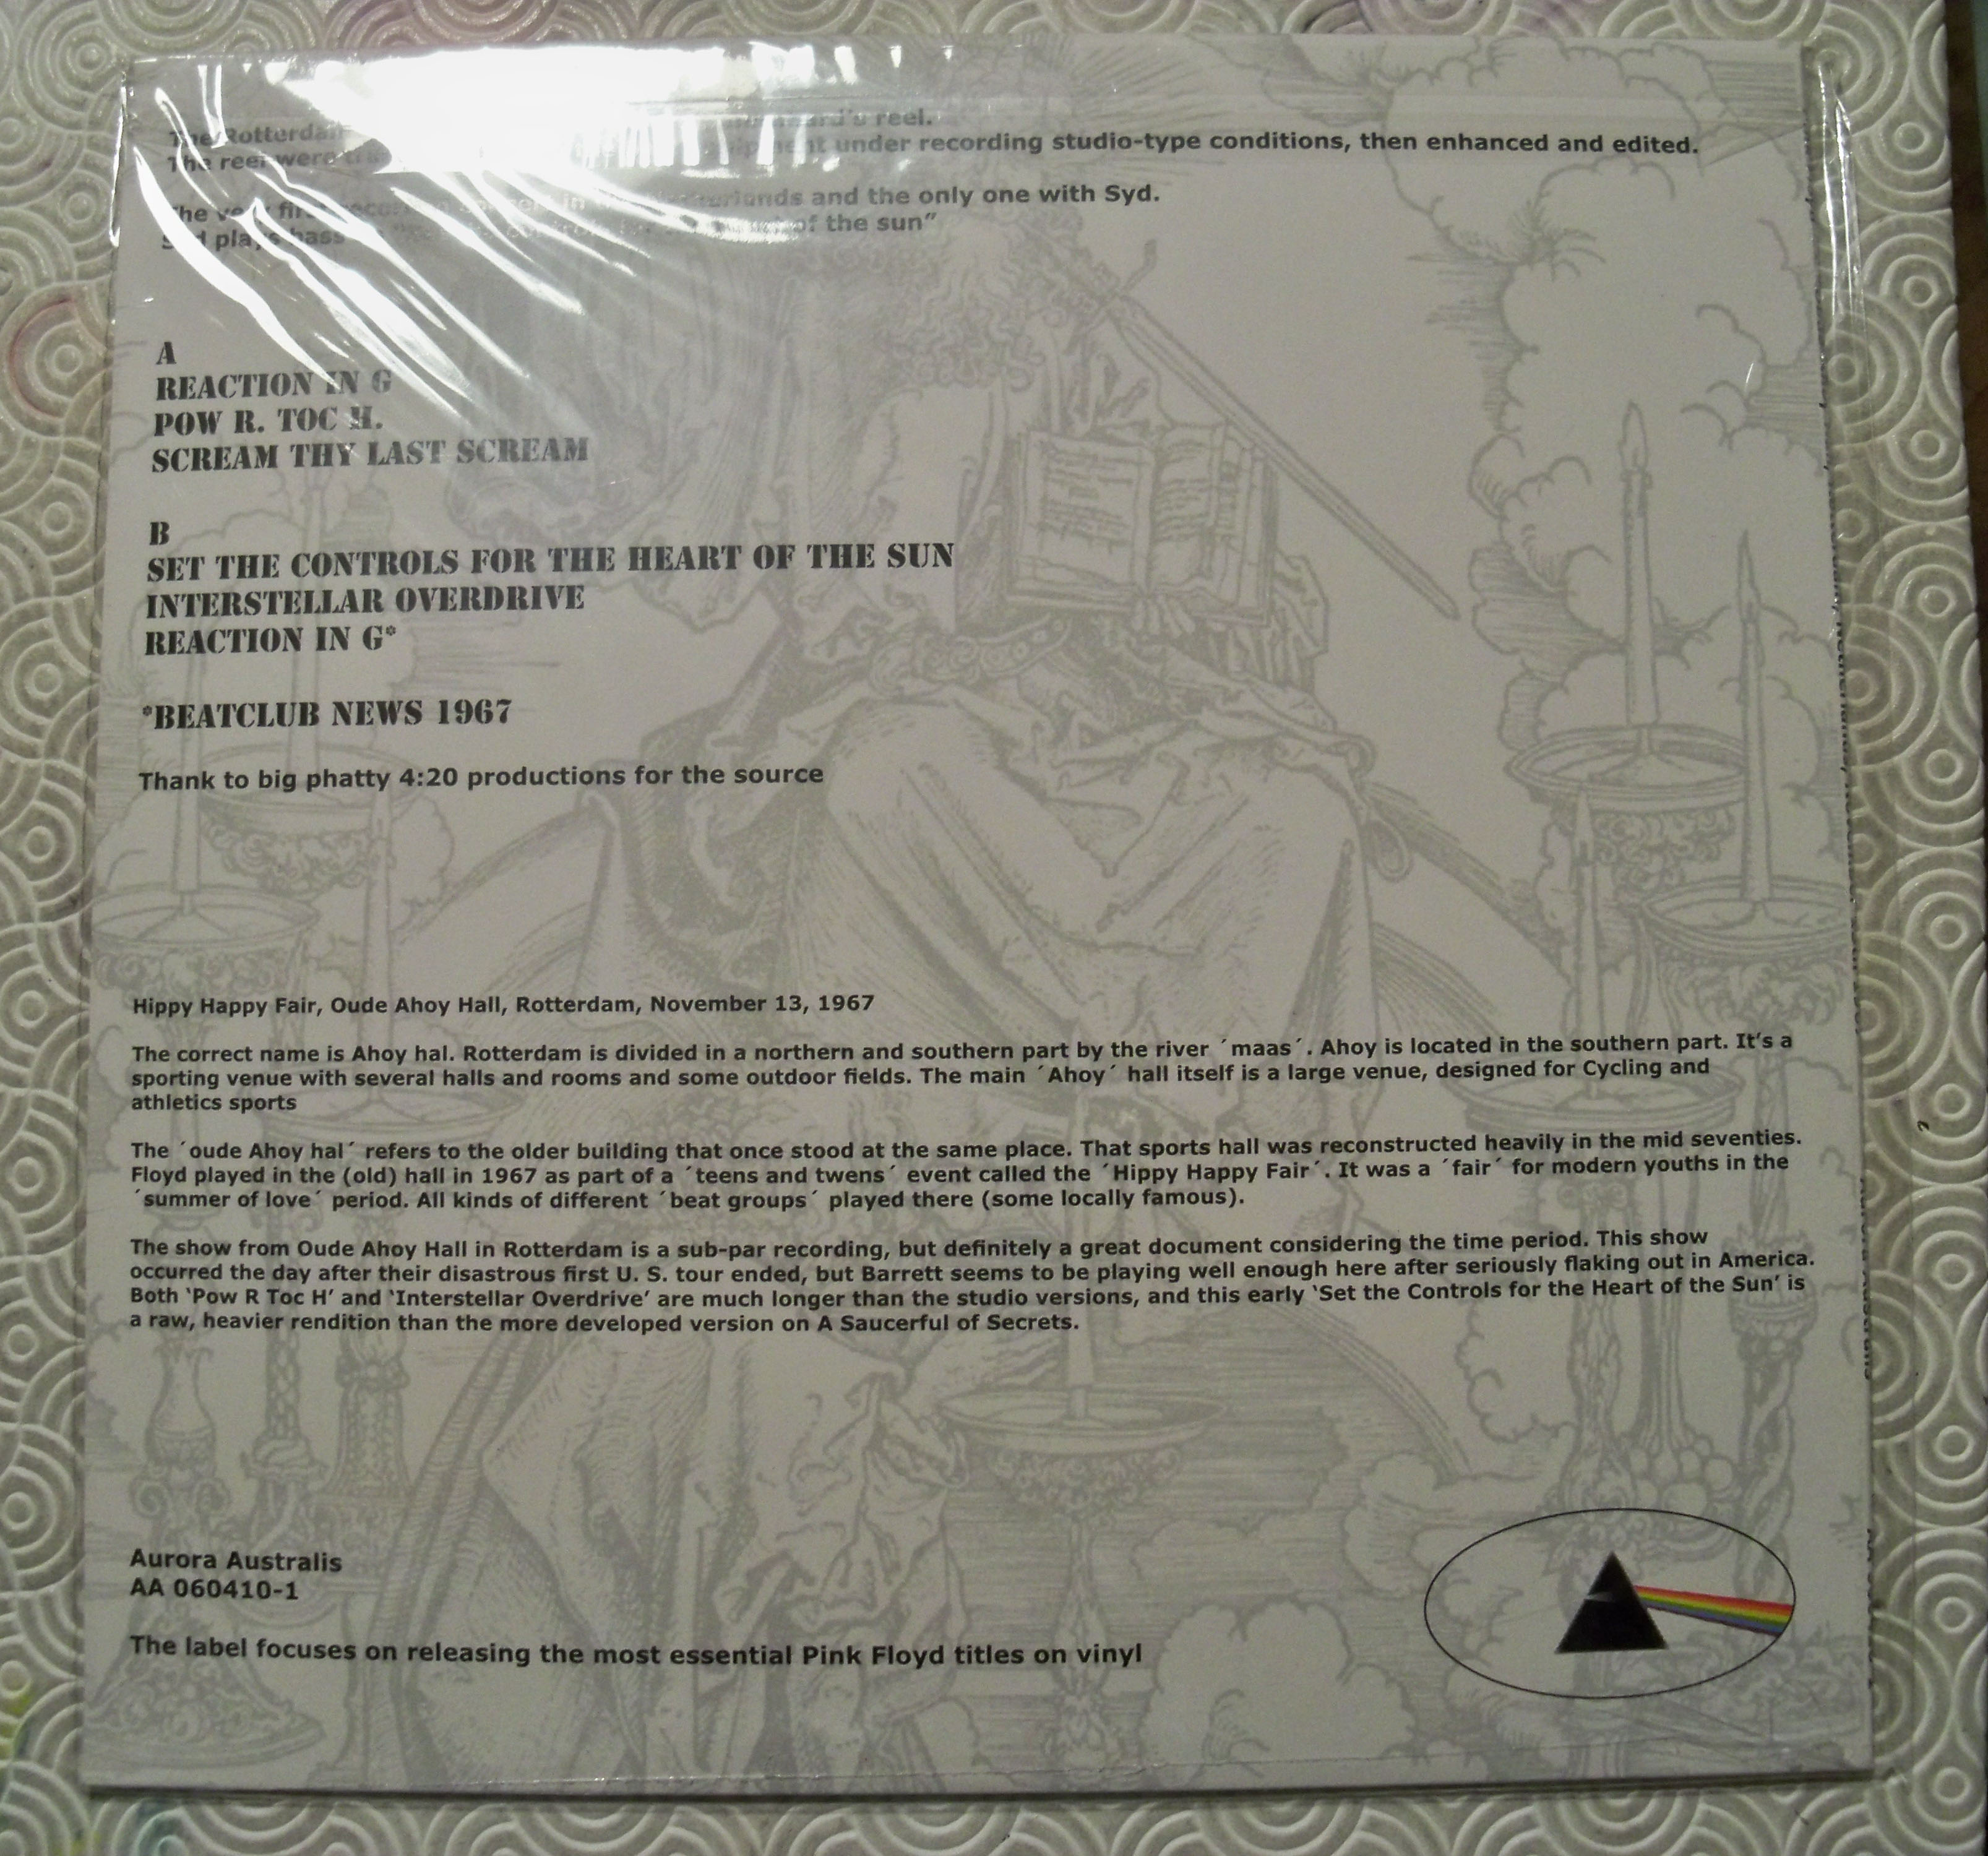 The Rotterdam reel.
The reel were under recording studio-type conditions, then enhanced and edited.
The very first and the only one with Syd.
Syd plays bass of the sun”
A
REACTION IN G
POW R. TOC H.
SCREAM THY LAST SCREAM
B
SET THE CONTROLS FOR THE HEART OF THE SUN
INTERSTELLAR OVERDRIVE
REACTION IN G*
*BEATCLUB NEWS 1967
Thank to big phatty 4:20 productions for the source
Hippy Happy Fair, Oude Ahoy Hall, Rotterdam, November 13, 1967
The correct name is Ahoy hal. Rotterdam is divided in a northern and southern part by the river ´maas´. Ahoy is located in the southern part. It’s a
sporting venue with several halls and rooms and some outdoor fields. The main ´Ahoy´ hall itself is a large venue, designed for Cycling and
athletics sports
The ´oude Ahoy hal´ refers to the older building that once stood at the same place. That sports hall was reconstructed heavily in the mid seventies.
Floyd played in the (old) hall in 1967 as part of a ´teens and twens´ event called the ´Hippy Happy Fair´. It was a ´fair´ for modern youths in the
´summer of love´ period. All kinds of different ´beat groups´ played there (some locally famous).
The show from Oude Ahoy Hall in Rotterdam is a sub-par recording, but definitely a great document considering the time period. This show
occurred the day after their disastrous first U. S. tour ended, but Barrett seems to be playing well enough here after seriously flaking out in America.
Both ‘Pow R Toc H’ and ‘Interstellar Overdrive’ are much longer than the studio versions, and this early ‘Set the Controls for the Heart of the Sun’ is
a raw, heavier rendition than the more developed version on A Saucerful of Secrets.
Aurora Australis
AA 060410-1
The label focuses on releasing the most essential Pink Floyd titles on vinyl